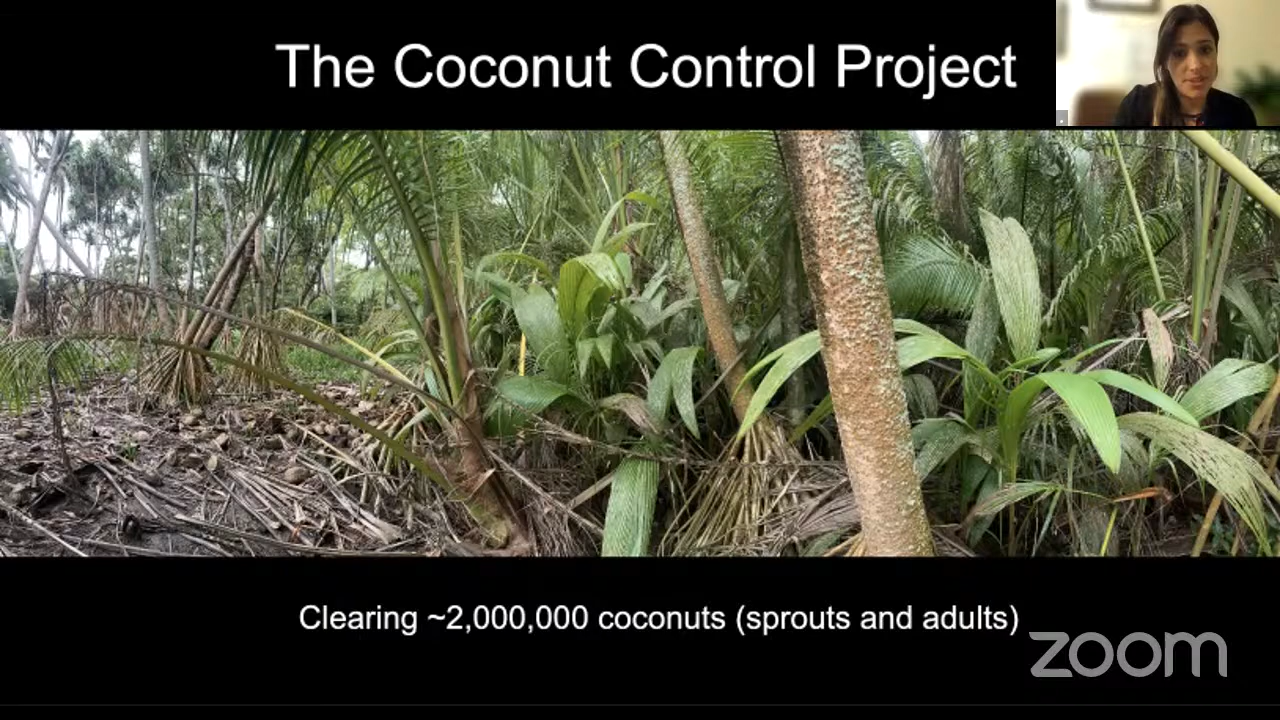 The Coconut Control Project
Clearing ~2,000,000 coconuts (sprouts and adults)
zoom